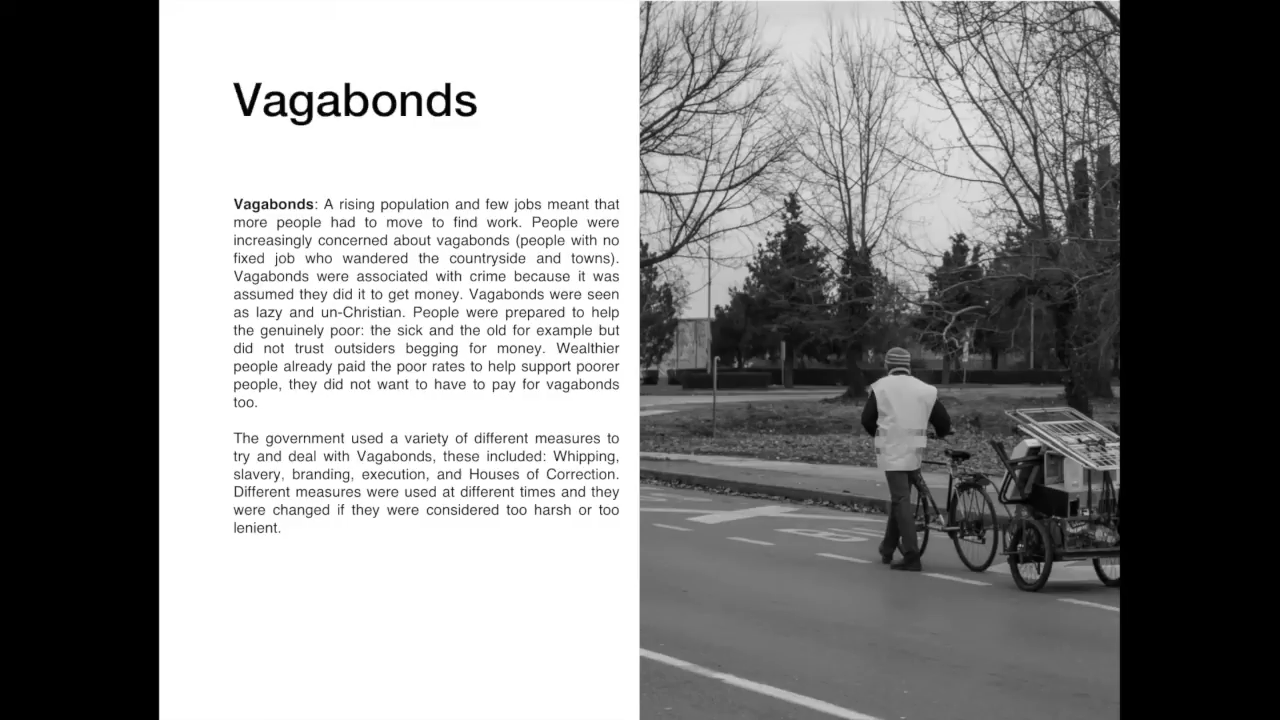 Vagabonds
Vagabonds: A rising population and few jobs meant that
more people had to move to find work. People were
increasingly concerned about vagabonds (people with no
fixed job who wandered the countryside and towns).
Vagabonds were associated with crime because it was
assumed they did it to get money. Vagabonds were seen
as lazy and un-Christian. People were prepared to help
the genuinely poor: the sick and the old for example but
did not trust outsiders begging for money. Wealthier
people already paid the poor rates to help support poorer
people, they did not want to have to pay for vagabonds
too.
The government used a variety of different measures to
try and deal with Vagabonds, these included: Whipping,
slavery, branding, execution, and Houses of Correction.
Different measures were used at different times and they
were changed if they were considered too harsh or too
lenient.